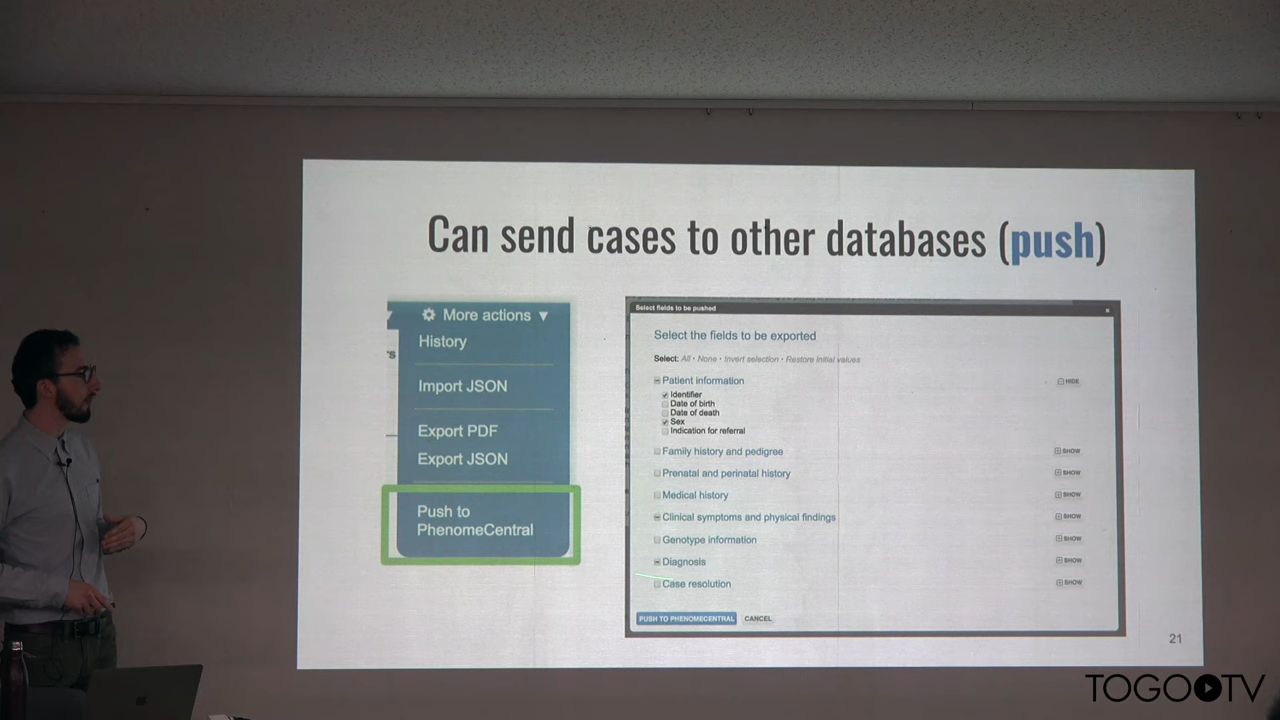 Can send cases to other databases (push)
More actions ▼
History
Import JSON
Export PDF
Export JSON
Push to
PhenomeCentral
Select fields to be pushed
Select the fields to be exported
Select: All • None • Invert selection • Restore initial values
Patient information
HIDE
Identifier
Date of birth
Date of death
Sex
Indication for referral
Family history and pedigree
SHOW
Prenatal and perinatal history
SHOW
Medical history
SHOW
Clinical symptoms and physical findings
SHOW
Genotype information
SHOW
Diagnosis
SHOW
Case resolution
SHOW
PUSH TO PHENOMECENTRAL
CANCEL
21
TOGOTV